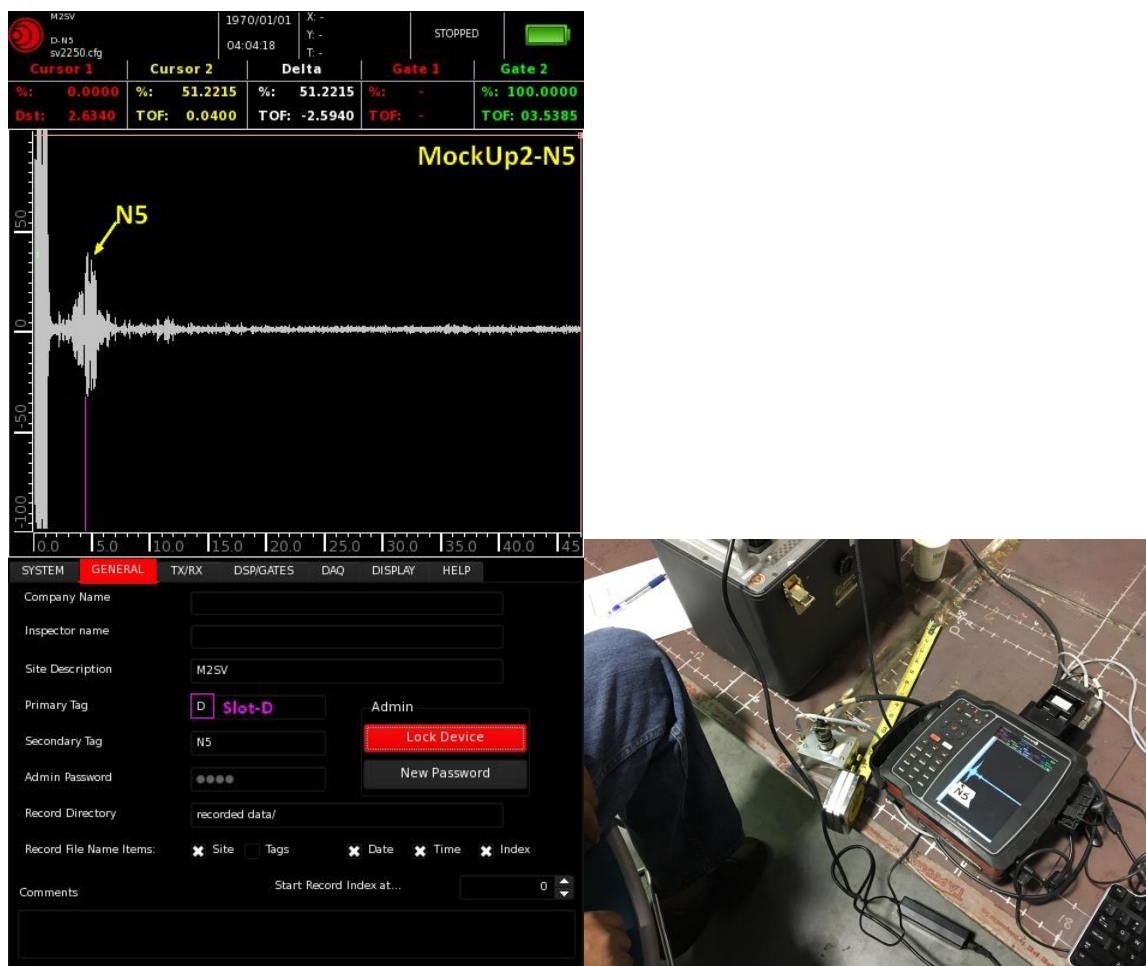 M2SV
D-N5
sv2250.cfg
1970/01/01
04:04:18
X: -
Y: -
T: -
STOPPED
Cursor 1 Cursor 2 Delta Gate 1 Gate 2
%: 0.0000 %: 51.2215 %: 51.2215 %: - %: 100.0000
Dst: 2.6340 TOF: 0.0400 TOF: -2.5940 TOF: - TOF: 03.5385
MockUp2-N5
N5
50
0
-50
-100
0.0 5.0 10.0 15.0 20.0 25.0 30.0 35.0 40.0 45
SYSTEM GENERAL TX/RX DSP/GATES DAQ DISPLAY HELP
Company Name
Inspector name
Site Description M2SV
Primary Tag D Slot-D
Admin
Secondary Tag N5
Lock Device
Admin Password
New Password
Record Directory recorded data/
Record File Name Items: Site Tags Date Time Index
Start Record Index at... 0
Comments
N5